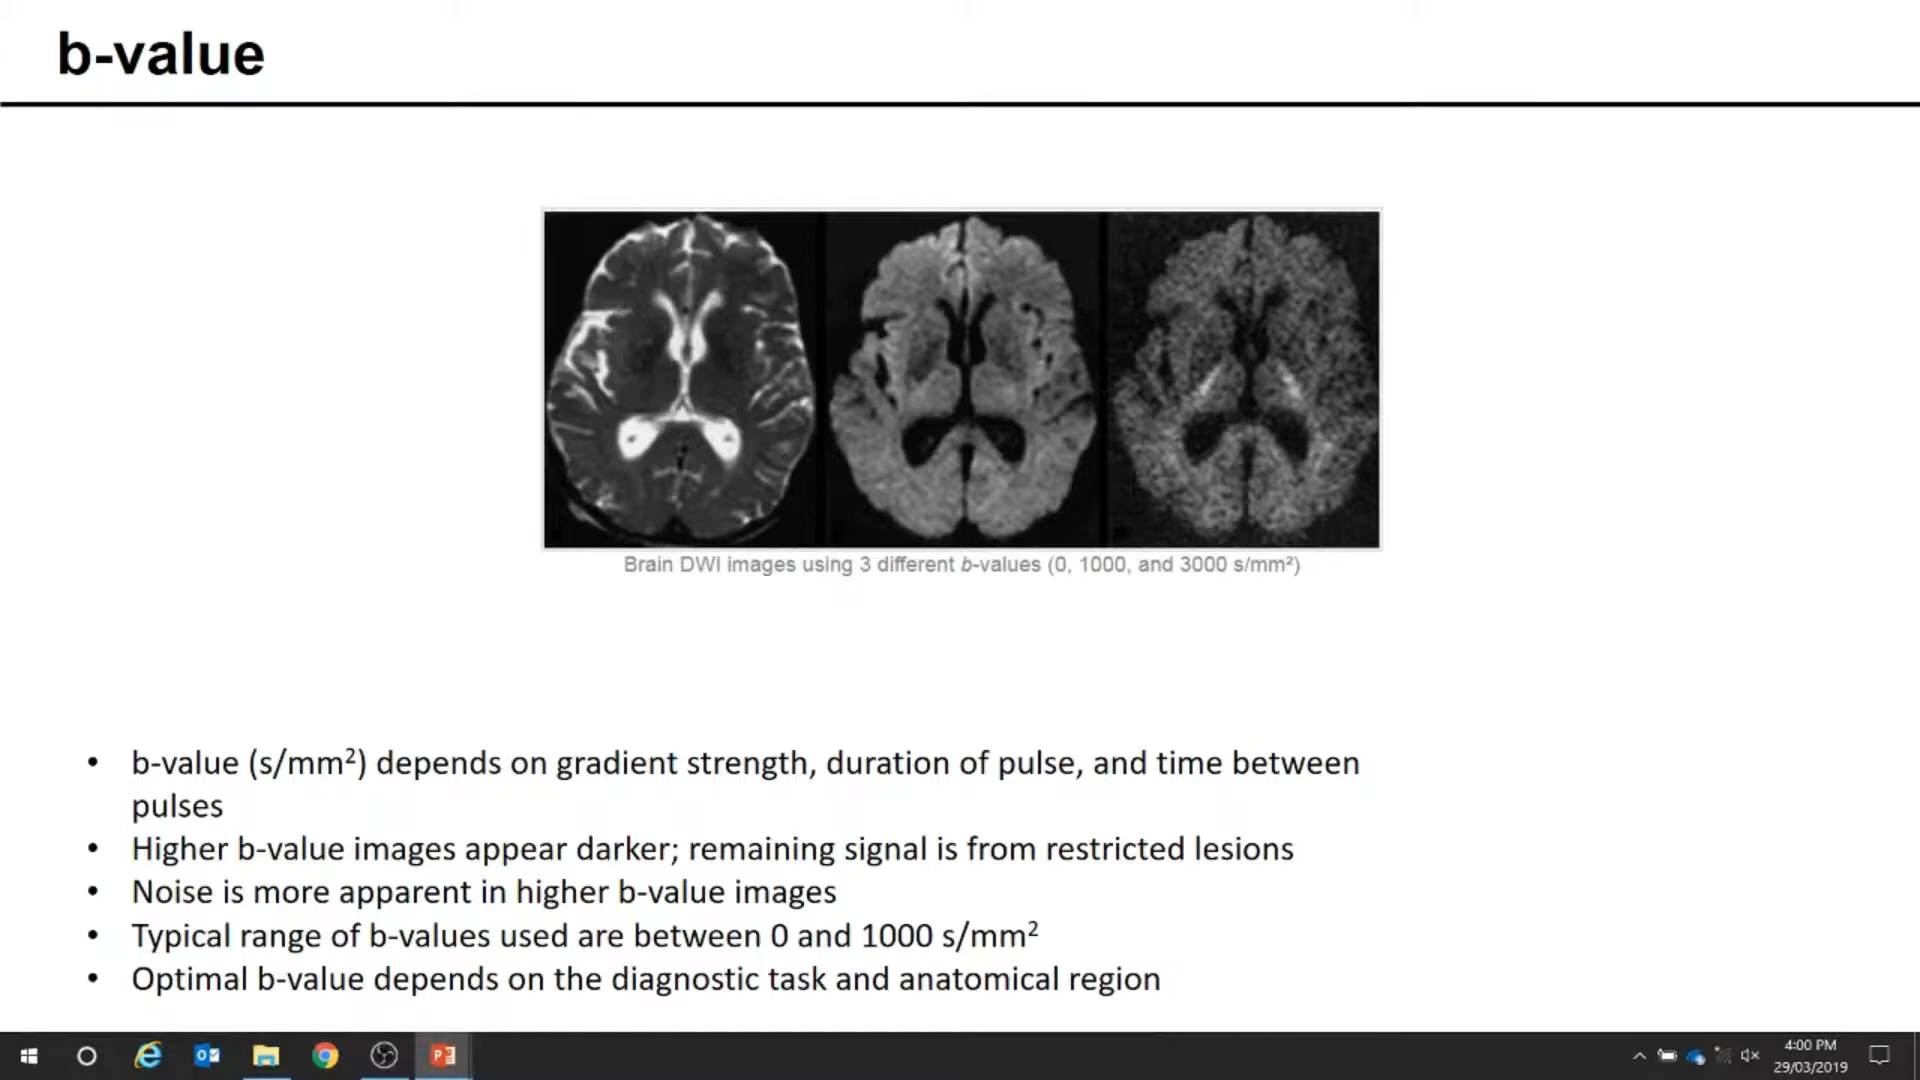 b-value
Brain DWI images using 3 different b-values (0, 1000, and 3000 s/mm²)
• b-value (s/mm²) depends on gradient strength, duration of pulse, and time between
pulses
• Higher b-value images appear darker; remaining signal is from restricted lesions
• Noise is more apparent in higher b-value images
• Typical range of b-values used are between 0 and 1000 s/mm²
• Optimal b-value depends on the diagnostic task and anatomical region
4:00 PM
29/03/2019